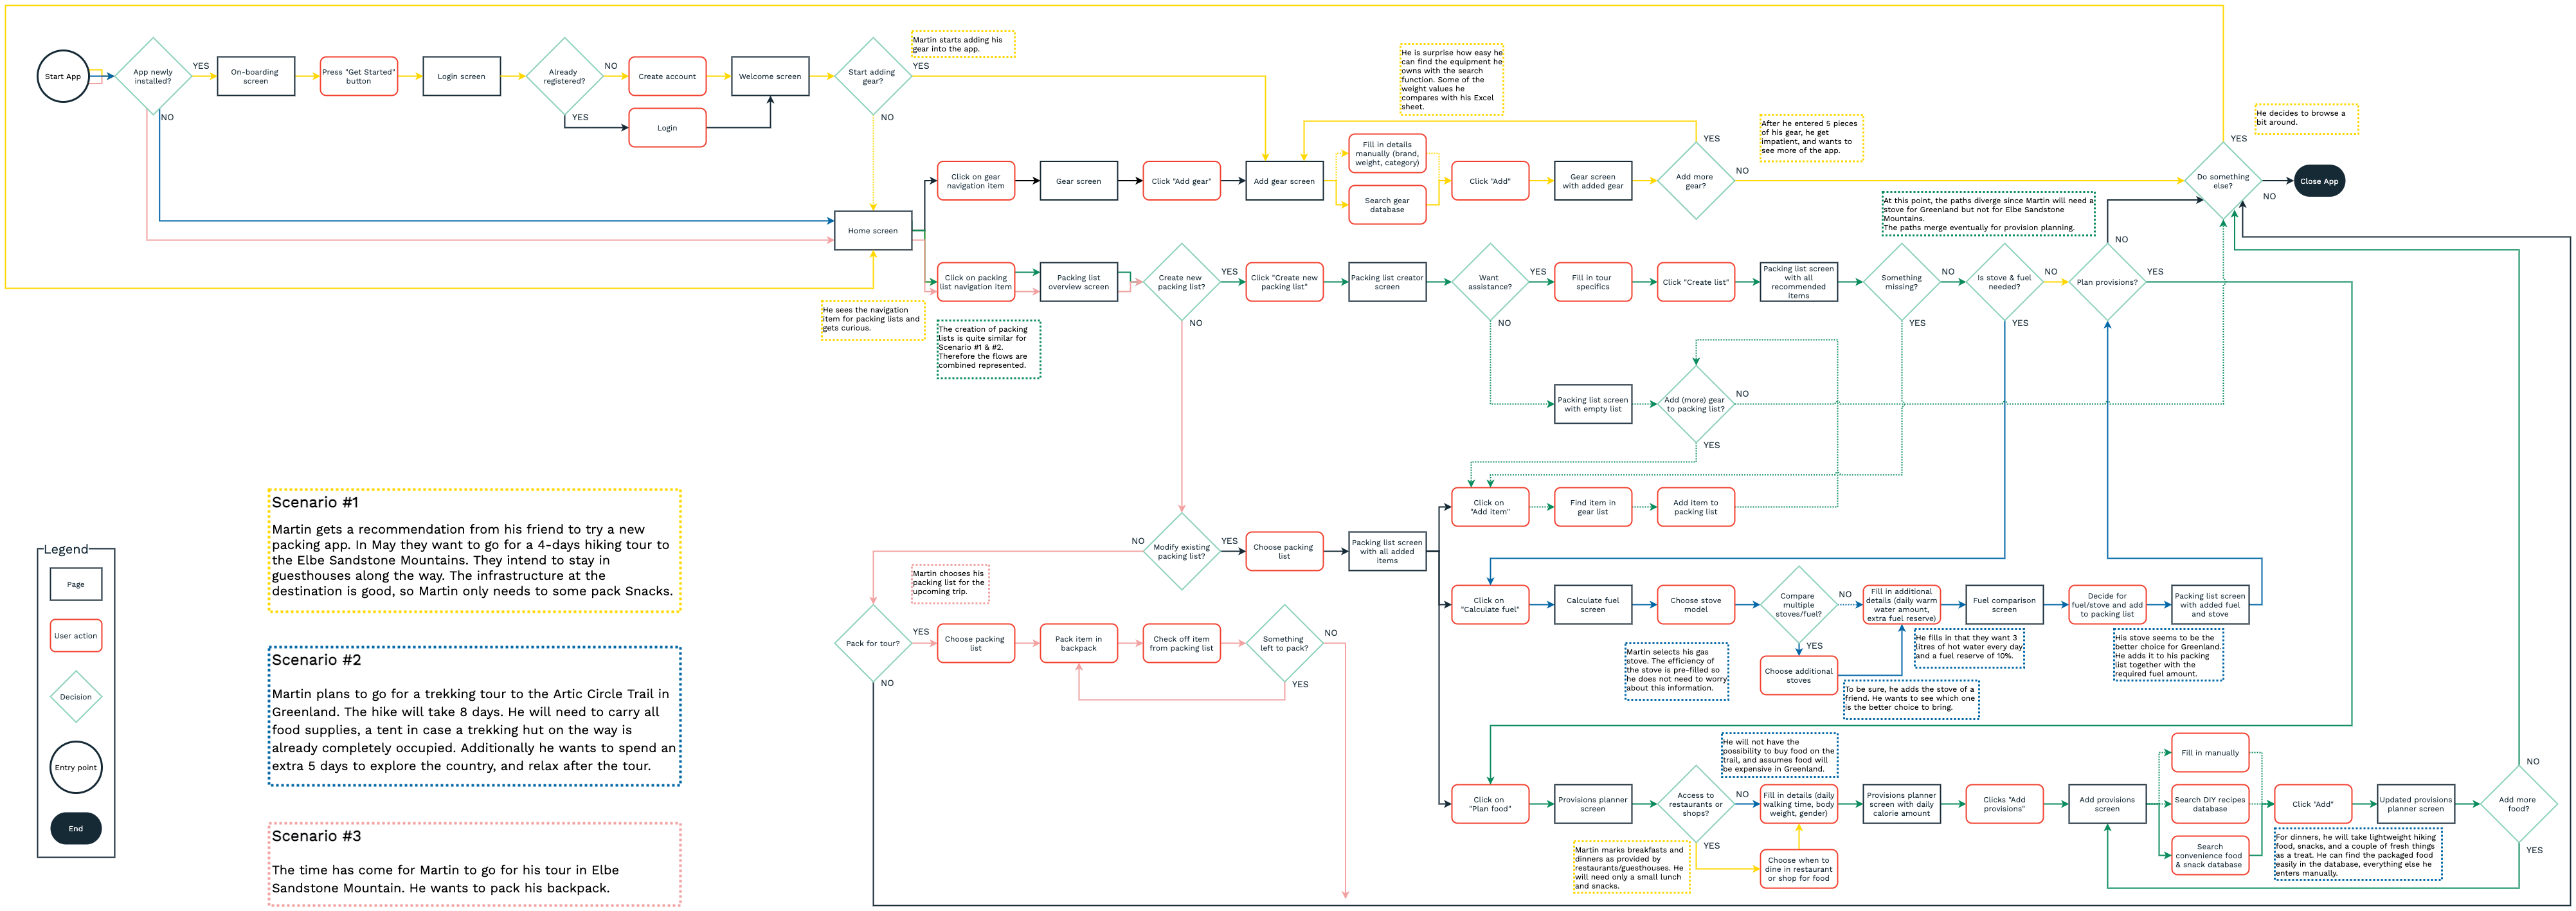 Start App
App newly
installed?
YES
NO
On-boarding
screen
Press "Get Started"
button
Login screen
Already
registered?
NO
YES
Create account
Login
Welcome screen
Start adding
gear?
YES
NO
Martin starts adding his
gear into the app.
Home screen
Click on gear
navigation item
Gear screen
Click "Add gear"
Add gear screen
Fill in details
manually (brand,
weight, category)
Search gear
database
He is surprise how easy he
can find the equipment he
owns with the search
function. Some of the
weight values he
compares with his Excel
sheet.
Click "Add"
Gear screen
with added gear
Add more
gear?
YES
NO
After he entered 5 pieces
of his gear, he get
impatient, and wants to
see more of the app.
Do something
else?
YES
NO
He decides to browse a
bit around.
Close App
He sees the navigation
item for packing lists and
gets curious.
Click on packing
list navigation item
Packing list
overview screen
The creation of packing
lists is quite similar for
Scenario #1 & #2.
Therefore the flows are
combined represented.
Create new
packing list?
YES
NO
Click "Create new
packing list"
Packing list creator
screen
Want
assistance?
YES
NO
Fill in tour
specifics
Click "Create list"
Packing list screen
with all
recommended
items
Something
missing?
NO
YES
Is stove & fuel
needed?
NO
YES
Plan provisions?
NO
YES
At this point, the paths diverge since Martin will need a
stove for Greenland but not for Elbe Sandstone
Mountains.
The paths merge eventually for provision planning.
Packing list screen
with empty list
Add (more) gear
to packing list?
NO
YES
Click on
"Add item"
Find item in
gear list
Add item to
packing list
Modify existing
packing list?
NO
YES
Choose packing
list
Packing list screen
with all added
items
Martin chooses his
packing list for the
upcoming trip.
Pack for tour?
YES
NO
Choose packing
list
Pack item in
backpack
Check off item
from packing list
Something
left to pack?
NO
YES
Click on
"Calculate fuel"
Calculate fuel
screen
Choose stove
model
Compare
multiple
stoves/fuel?
NO
YES
Choose additional
stoves
Fill in additional
details (daily warm
water amount,
extra fuel reserve)
Fuel comparison
screen
Decide for
fuel/stove and add
to packing list
Packing list screen
with added fuel
and stove
Martin selects his gas
stove. The efficiency of
the stove is pre-filled so
he does not need to worry
about this information.
To be sure, he adds the stove of a
friend. He wants to see which one
is the better choice to bring.
He fills in that they want 3
litres of hot water every day
and a fuel reserve of 10%.
His stove seems to be the
better choice for Greenland.
He adds it to his packing
list together with the
required fuel amount.
Click on
"Plan food"
Provisions planner
screen
Access to
restaurants or
shops?
NO
YES
He will not have the
possibility to buy food on the
trail, and assumes food will
be expensive in Greenland.
Martin marks breakfasts and
dinners as provided by
restaurants/guesthouses. He
will need only a small lunch
and snacks.
Choose when to
dine in restaurant
or shop for food
Fill in details (daily
walking time, body
weight, gender)
Provisions planner
screen with daily
calorie amount
Clicks "Add
provisions"
Add provisions
screen
Fill in manually
Search DIY recipes
database
Search
convenience food
& snack database
Click "Add"
Updated provisions
planner screen
Add more
food?
NO
YES
For dinners, he will take lightweight hiking
food, snacks, and a couple of fresh things
as a treat. He can find the packaged food
easily in the database, everything else he
enters manually.
Legend
Page
User action
Decision
Entry point
End
Scenario #1
Martin gets a recommendation from his friend to try a new
packing app. In May they want to go for a 4-days hiking tour to
the Elbe Sandstone Mountains. They intend to stay in
guesthouses along the way. The infrastructure at the
destination is good, so Martin only needs to some pack Snacks.
Scenario #2
Martin plans to go for a trekking tour to the Artic Circle Trail in
Greenland. The hike will take 8 days. He will need to carry all
food supplies, a tent in case a trekking hut on the way is
already completely occupied. Additionally he wants to spend an
extra 5 days to explore the country, and relax after the tour.
Scenario #3
The time has come for Martin to go for his tour in Elbe
Sandstone Mountain. He wants to pack his backpack.